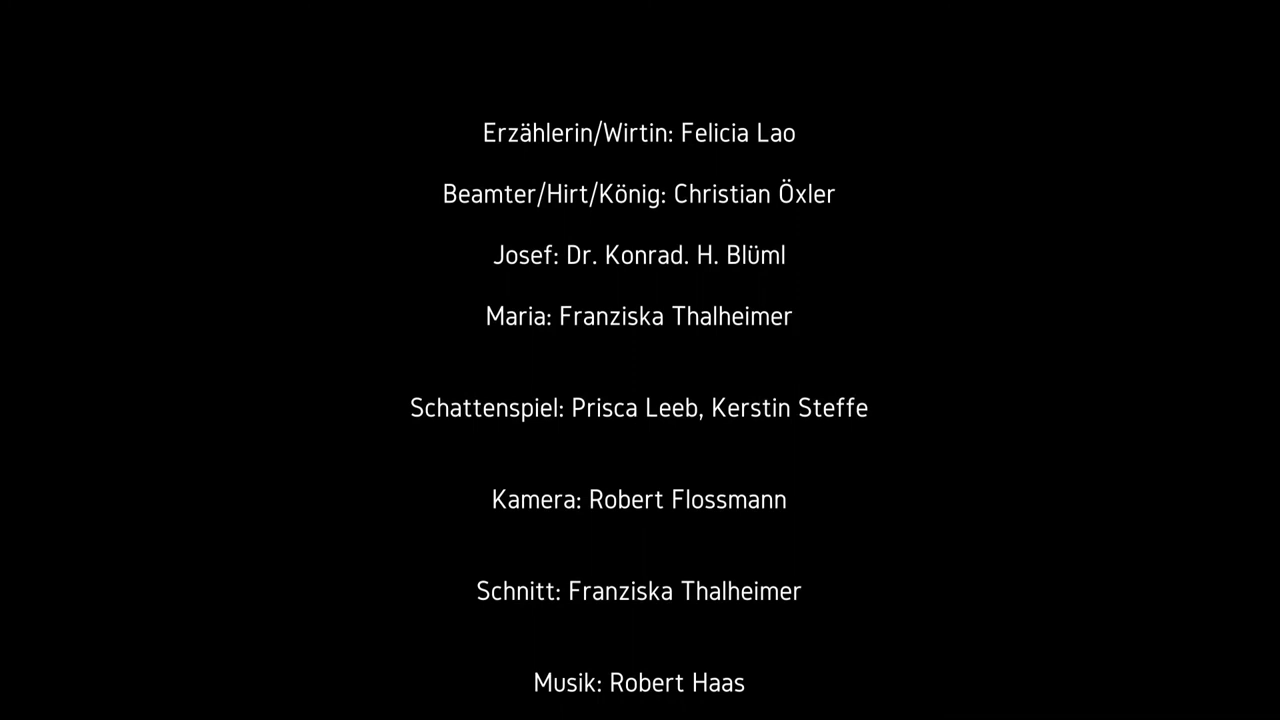 Erzählerin/Wirtin: Felicia Lao
Beamter/Hirt/König: Christian Öxler
Josef: Dr. Konrad. H. Blüml
Maria: Franziska Thalheimer
Schattenspiel: Prisca Leeb, Kerstin Steffe
Kamera: Robert Flossmann
Schnitt: Franziska Thalheimer
Musik: Robert Haas